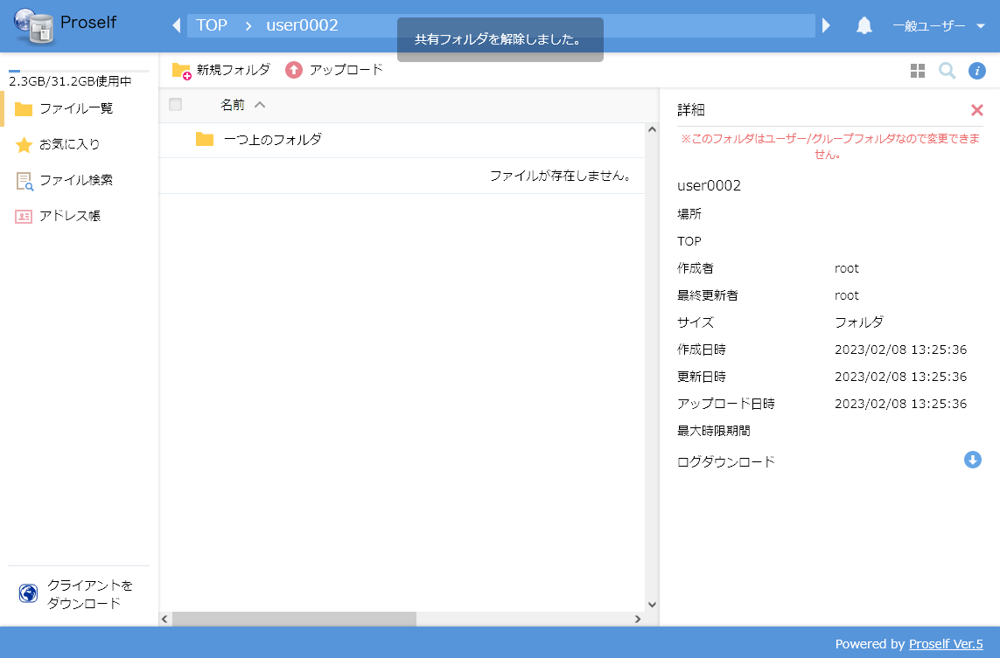 Proself
TOP > user0002
共有フォルダを解除しました。
一般ユーザー
2.3GB/31.2GB使用中
ファイル一覧
お気に入り
ファイル検索
アドレス帳
クライアントを
ダウンロード
新規フォルダ アップロード
名前
一つ上のフォルダ
ファイルが存在しません。
詳細
※このフォルダはユーザー/グループフォルダなので変更できま
せん。
user0002
場所
TOP
作成者 root
最終更新者 root
サイズ フォルダ
作成日時 2023/02/08 13:25:36
更新日時 2023/02/08 13:25:36
アップロード日時 2023/02/08 13:25:36
最大時限期間
ログダウンロード
Powered by Proself Ver.5